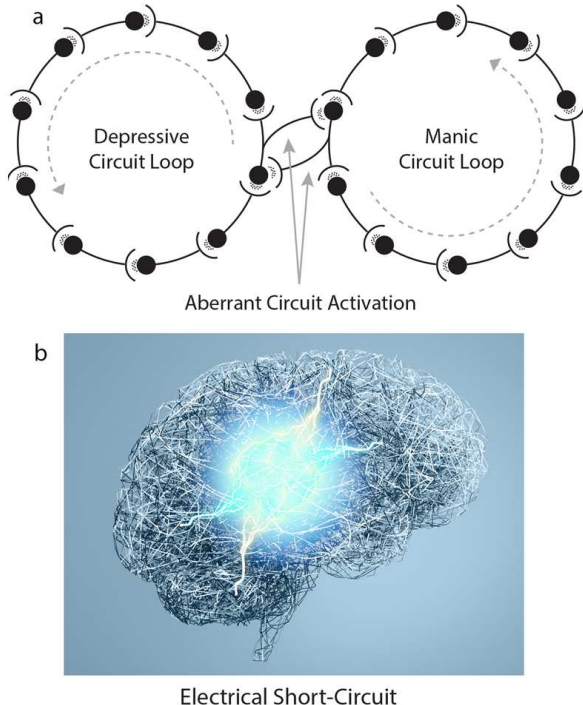 a
Depressive
Circuit Loop
Manic
Circuit Loop
Aberrant Circuit Activation
b
Electrical Short-Circuit